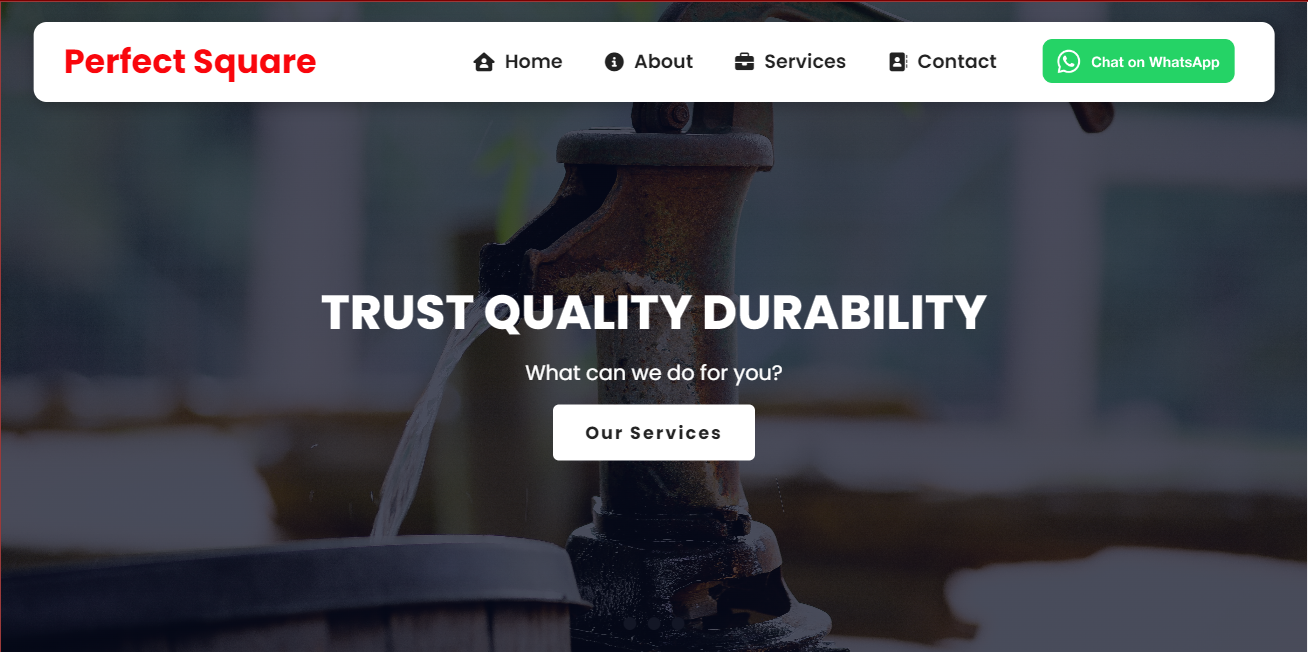 Perfect Square
Home
About
Services
Contact
Chat on WhatsApp
TRUST QUALITY DURABILITY
What can we do for you?
Our Services